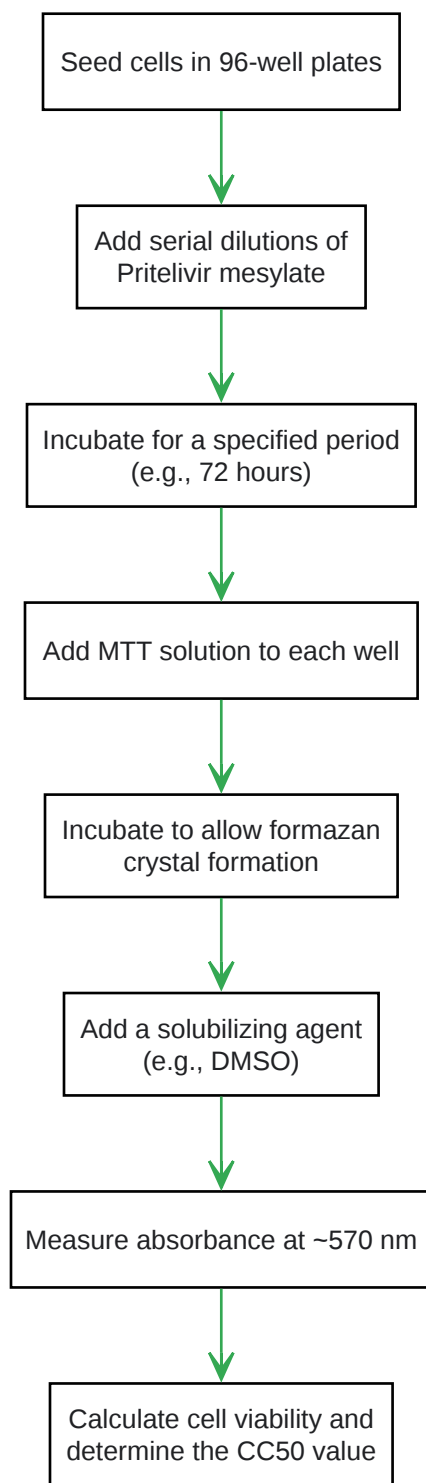 Seed cells in 96-well plates
Add serial dilutions of
Pritelivir mesylate
Incubate for a specified period
(e.g., 72 hours)
Add MTT solution to each well
Incubate to allow formazan
crystal formation
Add a solubilizing agent
(e.g., DMSO)
Measure absorbance at ~570 nm
Calculate cell viability and
determine the CC50 value